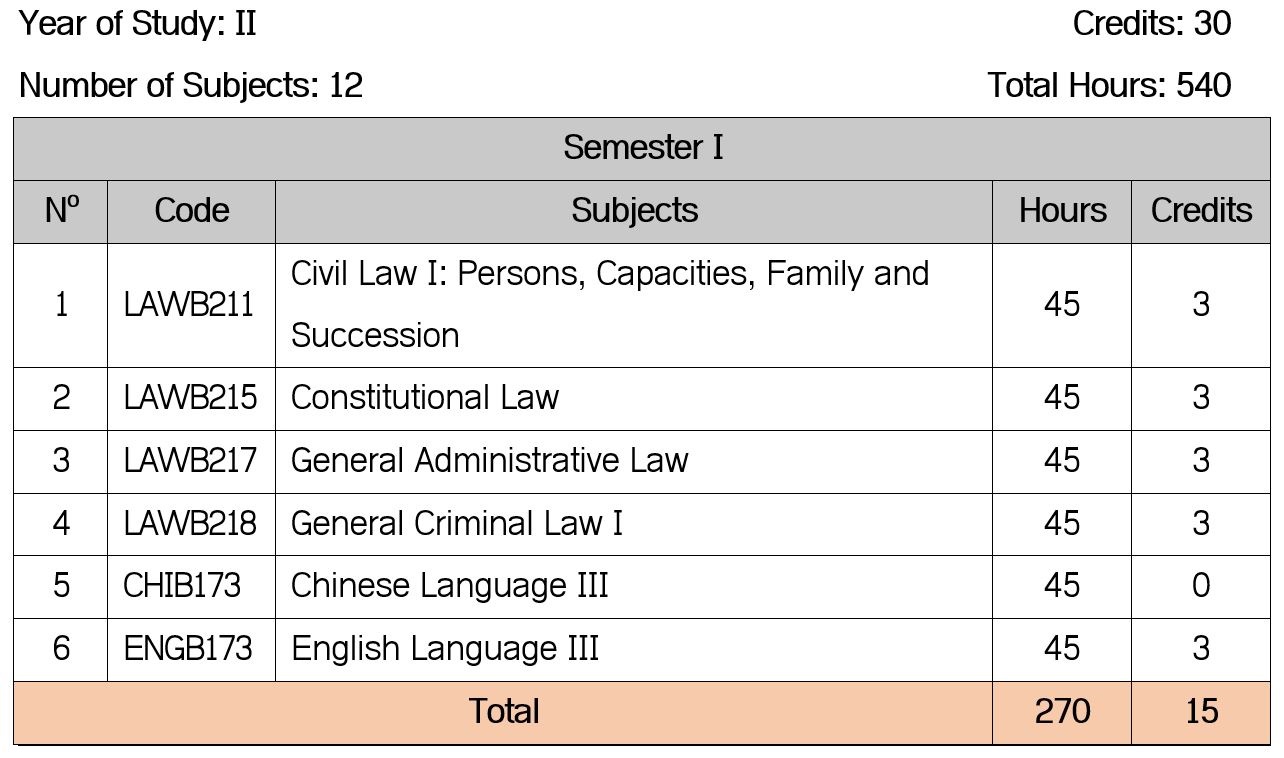 Year of Study: II Credits: 30
Number of Subjects: 12 Total Hours: 540
Semester I
Nº Code Subjects Hours Credits
1 LAWB211 Civil Law I: Persons, Capacities, Family and
Succession 45 3
2 LAWB215 Constitutional Law 45 3
3 LAWB217 General Administrative Law 45 3
4 LAWB218 General Criminal Law I 45 3
5 CHIB173 Chinese Language III 45 0
6 ENGB173 English Language III 45 3
Total 270 15